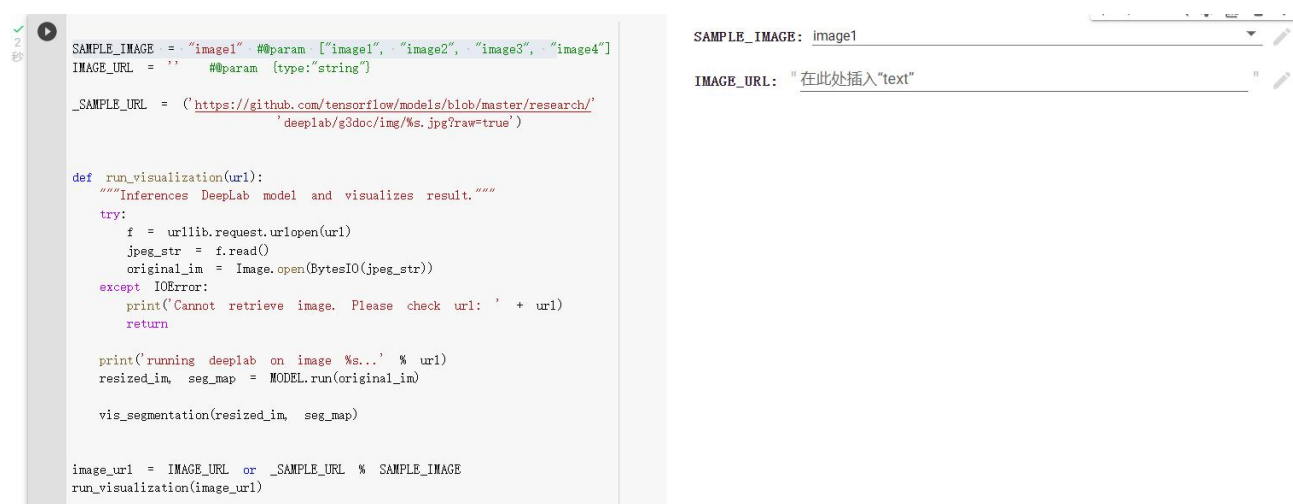 2
秒
SAMPLE_IMAGE = "image1" #@param ["image1", "image2", "image3", "image4"]
IMAGE_URL = '' #@param {type:"string"}
_SAMPLE_URL = ('https://github.com/tensorflow/models/blob/master/research/'
'deeplab/g3doc/img/%s.jpg?raw=true')
def run_visualization(url):
"""Inferences DeepLab model and visualizes result."""
try:
f = urllib.request.urlopen(url)
jpeg_str = f.read()
original_im = Image.open(BytesIO(jpeg_str))
except IOError:
print('Cannot retrieve image. Please check url: ' + url)
return
print('running deeplab on image %s...' % url)
resized_im, seg_map = MODEL.run(original_im)
vis_segmentation(resized_im, seg_map)
image_url = IMAGE_URL or _SAMPLE_URL % SAMPLE_IMAGE
run_visualization(image_url)
SAMPLE_IMAGE: image1
IMAGE_URL: "在此处插入“text” "